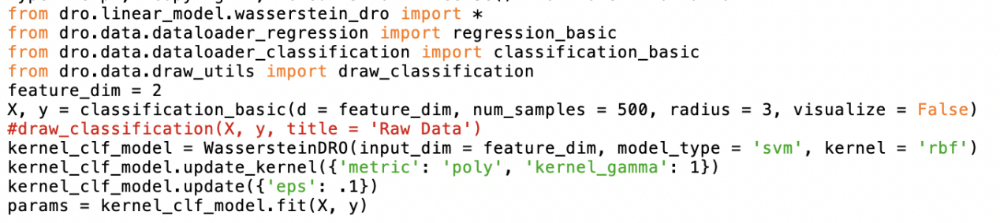 from dro.linear_model.wasserstein_dro import *
from dro.data.dataloader_regression import regression_basic
from dro.data.dataloader_classification import classification_basic
from dro.data.draw_utils import draw_classification
feature_dim = 2
X, y = classification_basic(d = feature_dim, num_samples = 500, radius = 3, visualize = False)
#draw_classification(X, y, title = 'Raw Data')
kernel_clf_model = WassersteinDRO(input_dim = feature_dim, model_type = 'svm', kernel = 'rbf')
kernel_clf_model.update_kernel({'metric': 'poly', 'kernel_gamma': 1})
kernel_clf_model.update({'eps': .1})
params = kernel_clf_model.fit(X, y)